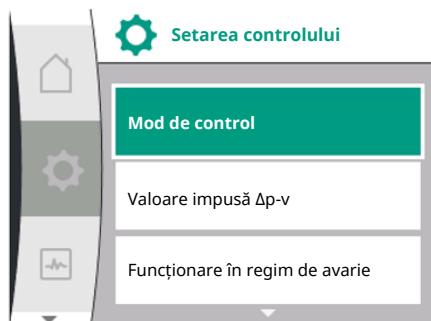 Setarea controlului
Mod de control
Valoare impusă Δp-v
Funcționare în regim de avarie